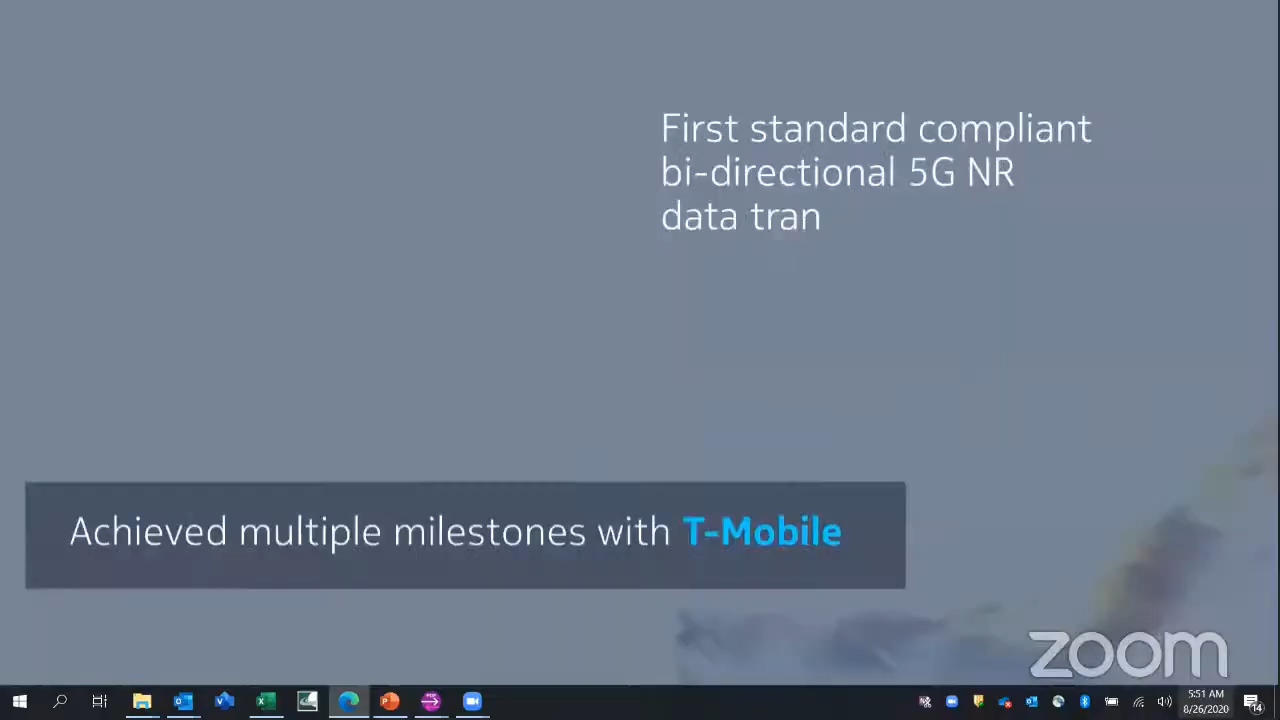 First standard compliant
bi-directional 5G NR
data tran
Achieved multiple milestones with T-Mobile
zoom
5:51 AM
8/26/2020
14